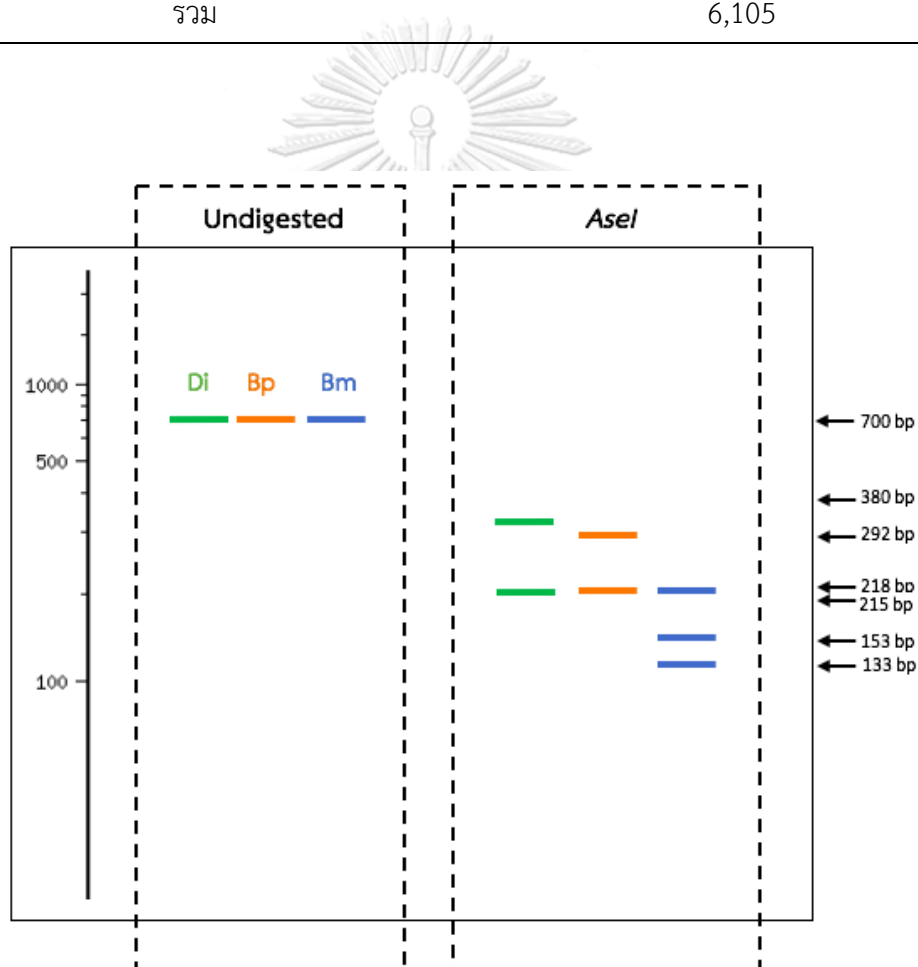 รวม 6,105
Undigested AseI
1000
Di Bp Bm
700 bp
500
380 bp
292 bp
218 bp
215 bp
153 bp
133 bp
100